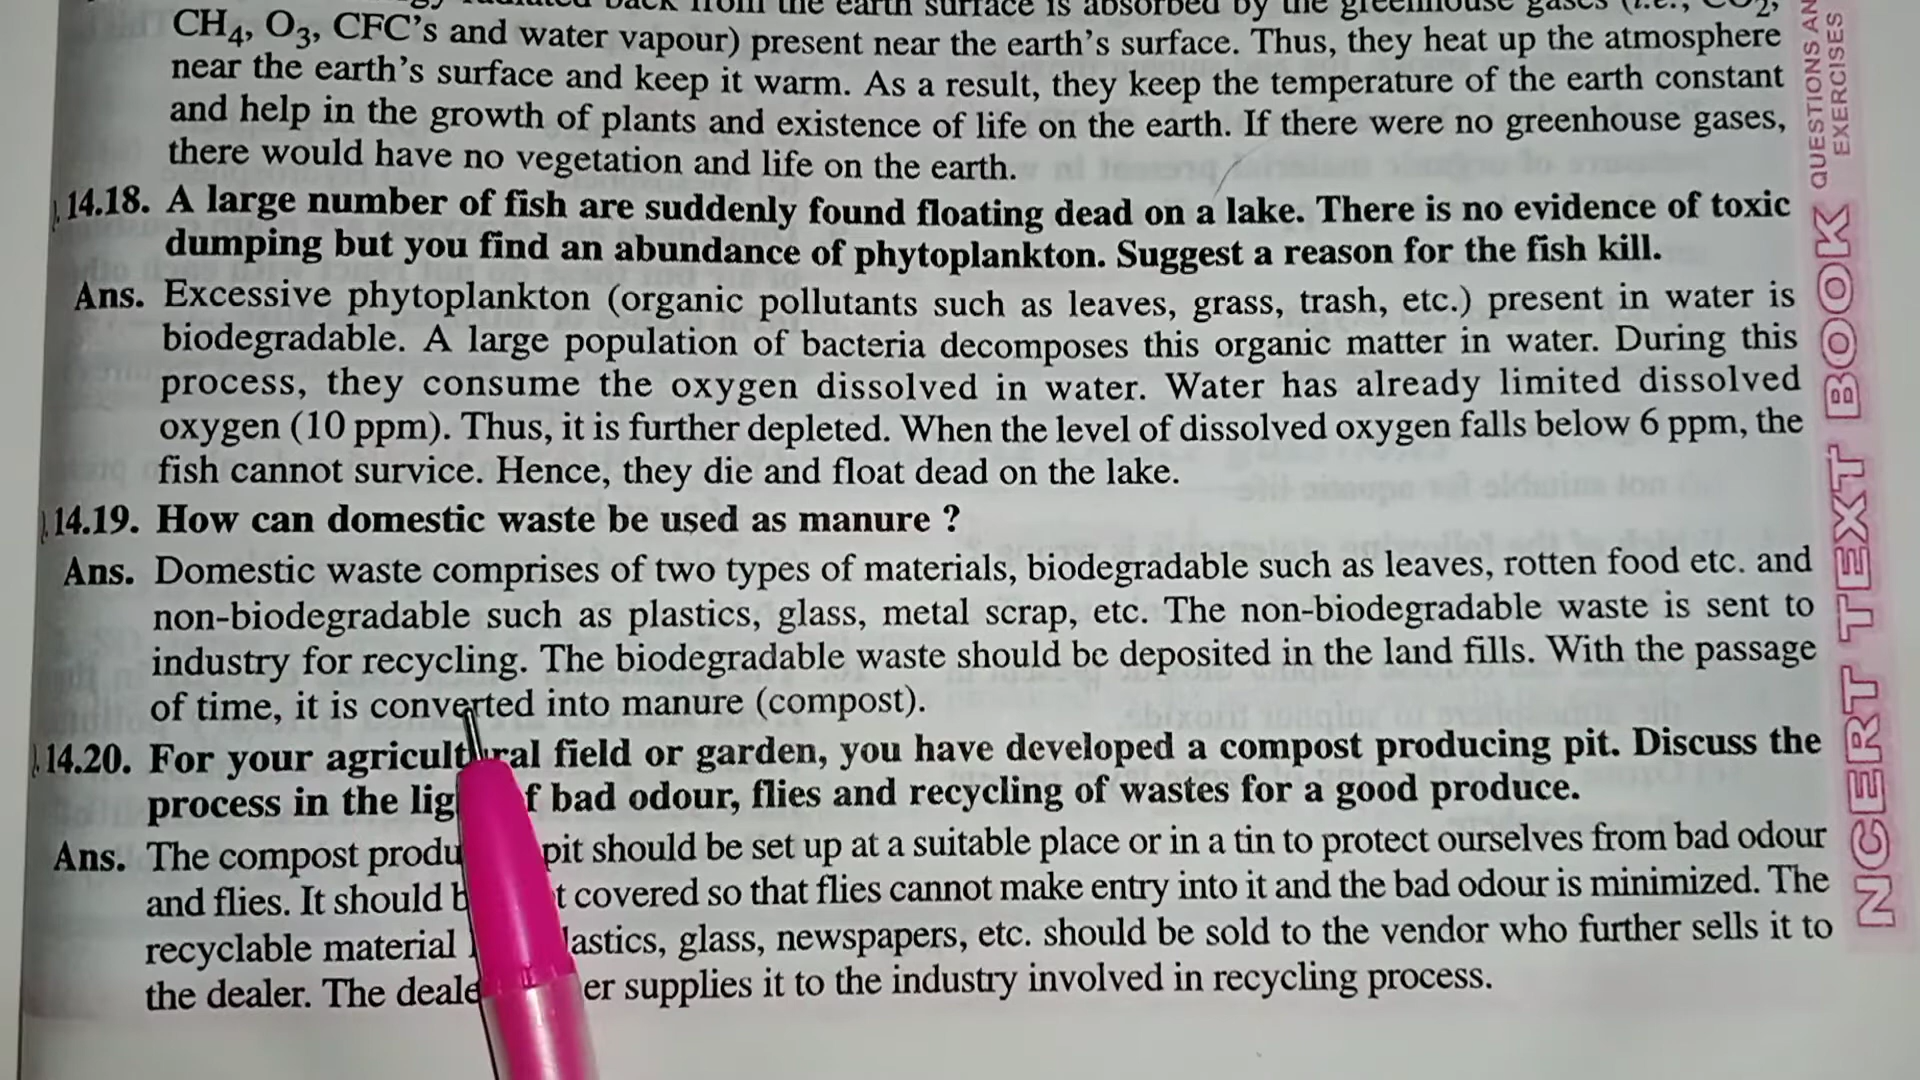 radiated back from the earth surface is absorbed by the greenhouse gases (i.e., CO2,
CH4, O3, CFC's and water vapour) present near the earth's surface. Thus, they heat up the atmosphere
near the earth's surface and keep it warm. As a result, they keep the temperature of the earth constant
and help in the growth of plants and existence of life on the earth. If there were no greenhouse gases,
there would have no vegetation and life on the earth.
14.18. A large number of fish are suddenly found floating dead on a lake. There is no evidence of toxic
dumping but you find an abundance of phytoplankton. Suggest a reason for the fish kill.
Ans. Excessive phytoplankton (organic pollutants such as leaves, grass, trash, etc.) present in water is
biodegradable. A large population of bacteria decomposes this organic matter in water. During this
process, they consume the oxygen dissolved in water. Water has already limited dissolved
oxygen (10 ppm). Thus, it is further depleted. When the level of dissolved oxygen falls below 6 ppm, the
fish cannot survice. Hence, they die and float dead on the lake.
14.19. How can domestic waste be used as manure ?
Ans. Domestic waste comprises of two types of materials, biodegradable such as leaves, rotten food etc. and
non-biodegradable such as plastics, glass, metal scrap, etc. The non-biodegradable waste is sent to
industry for recycling. The biodegradable waste should be deposited in the land fills. With the passage
of time, it is converted into manure (compost).
14.20. For your agricultural field or garden, you have developed a compost producing pit. Discuss the
process in the lig f bad odour, flies and recycling of wastes for a good produce.
Ans. The compost produ pit should be set up at a suitable place or in a tin to protect ourselves from bad odour
and flies. It should b t covered so that flies cannot make entry into it and the bad odour is minimized. The
recyclable material lastics, glass, newspapers, etc. should be sold to the vendor who further sells it to
the dealer. The deale er supplies it to the industry involved in recycling process.
NCERT TEXT BOOK
QUESTIONS AN
EXERCISES